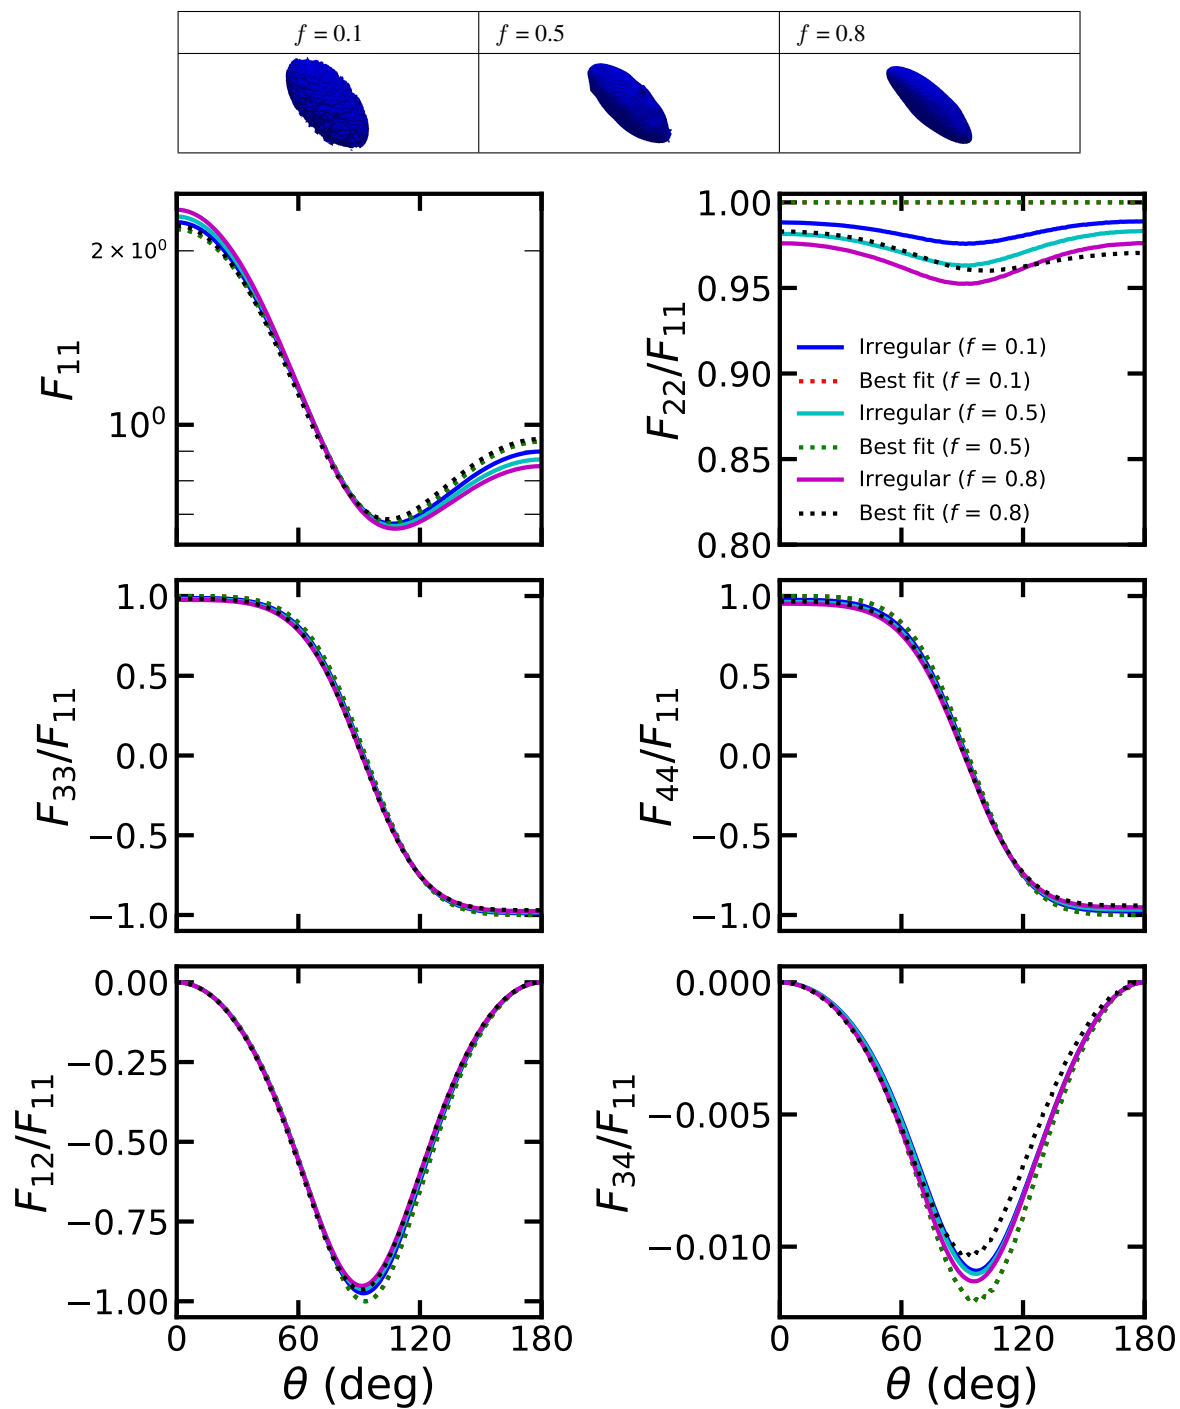 f = 0.1 f = 0.5 f = 0.8
F11
2 × 10⁰
10⁰
F22/F11
1.00
0.95
0.90
0.85
0.80
Irregular (f = 0.1)
Best fit (f = 0.1)
Irregular (f = 0.5)
Best fit (f = 0.5)
Irregular (f = 0.8)
Best fit (f = 0.8)
F33/F11
1.0
0.5
0.0
−0.5
−1.0
F44/F11
1.0
0.5
0.0
−0.5
−1.0
F12/F11
0.00
−0.25
−0.50
−0.75
−1.00
0 60 120 180
θ (deg)
F34/F11
0.000
−0.005
−0.010
0 60 120 180
θ (deg)